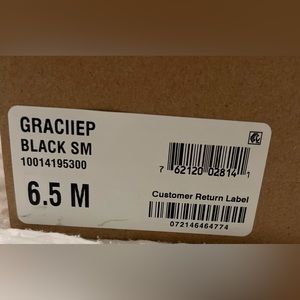 GRACIIEP
BLACK SM
10014195300
6.5 M
7 62120 02814 1
Customer Return Label
072146464774